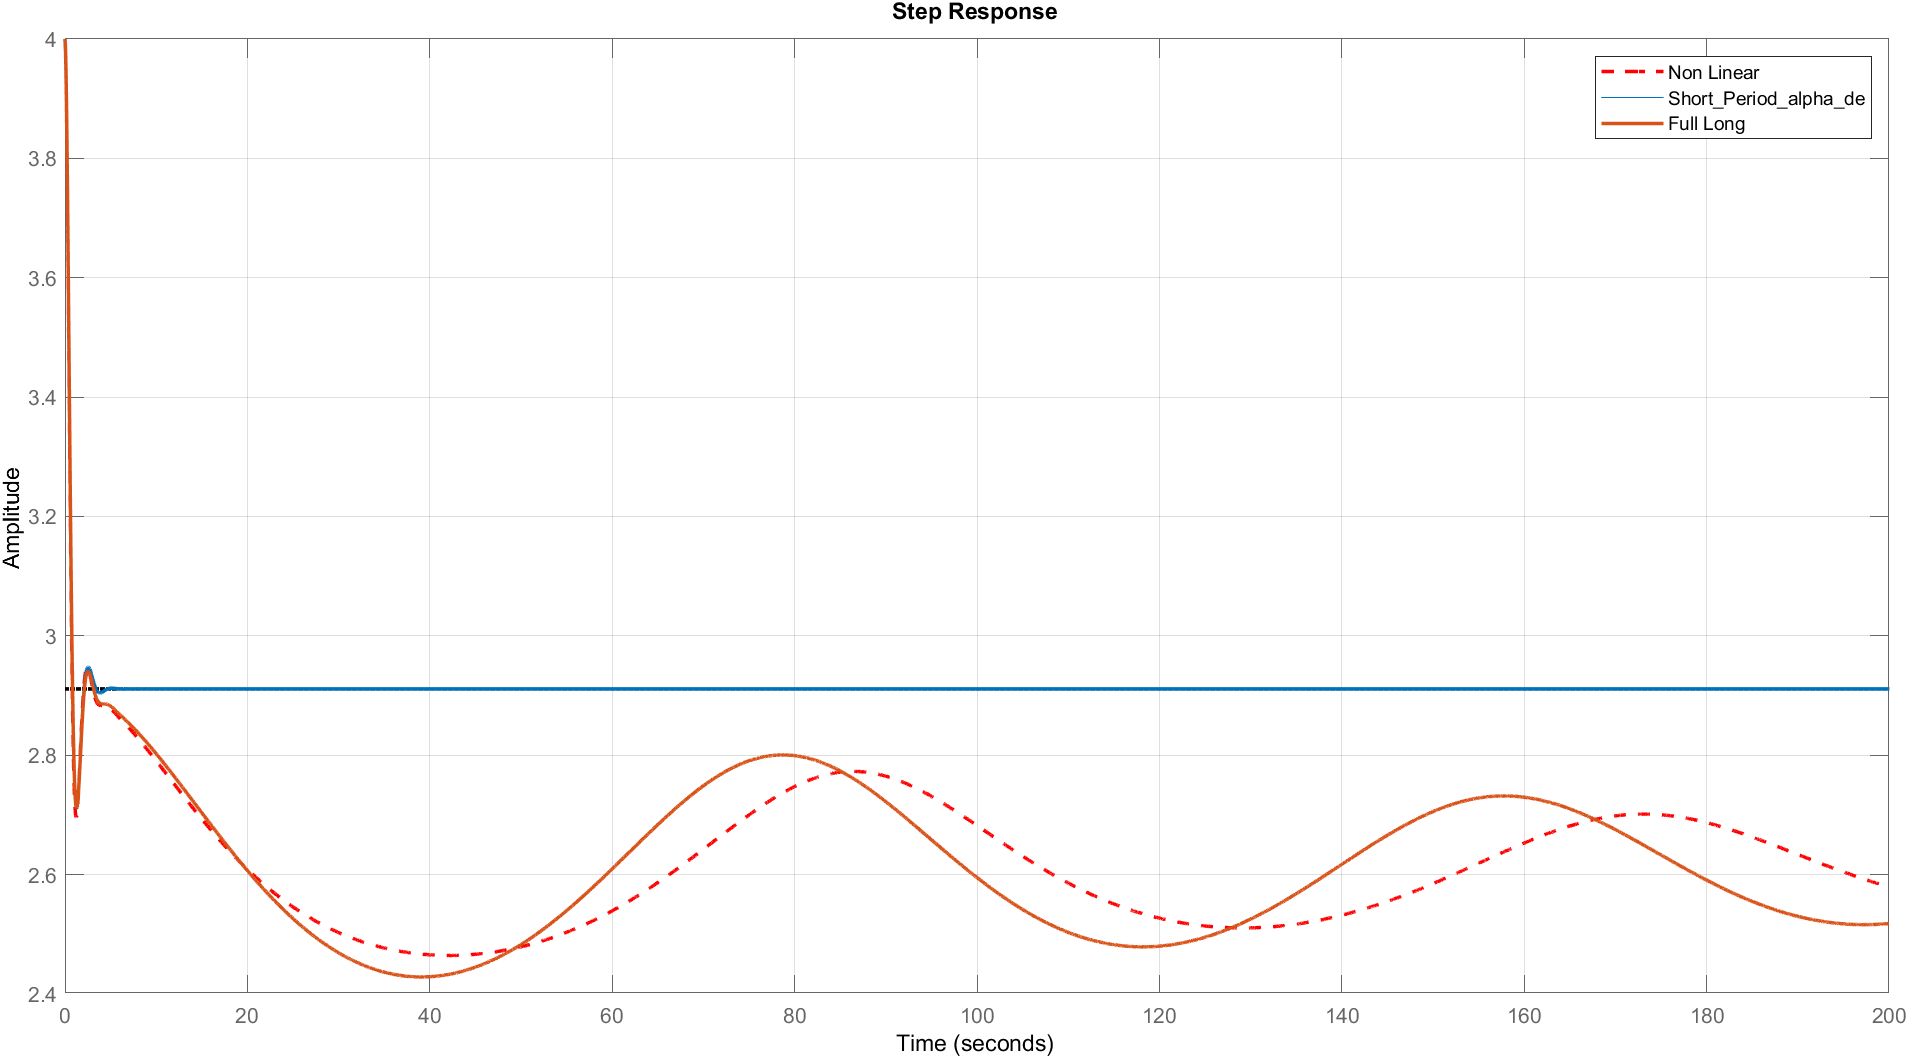 Step Response
Non Linear
Short_Period_alpha_de
Full Long
Amplitude
4
3.8
3.6
3.4
3.2
3
2.8
2.6
2.4
0 20 40 60 80 100 120 140 160 180 200
Time (seconds)